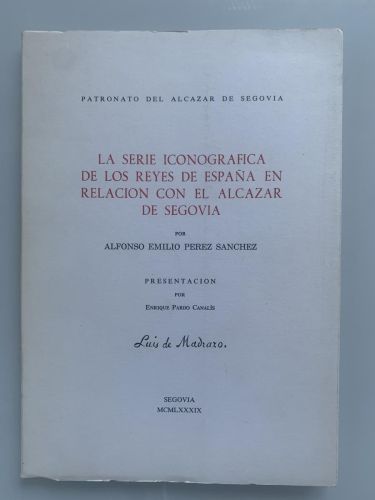 PATRONATO DEL ALCAZAR DE SEGOVIA
LA SERIE ICONOGRAFICA
DE LOS REYES DE ESPAÑA EN
RELACION CON EL ALCAZAR
DE SEGOVIA
POR
ALFONSO EMILIO PEREZ SANCHEZ
PRESENTACION
POR
ENRIQUE PARDO CANALÍS
Luis de Madrazo.
SEGOVIA
MCMLXXXIX